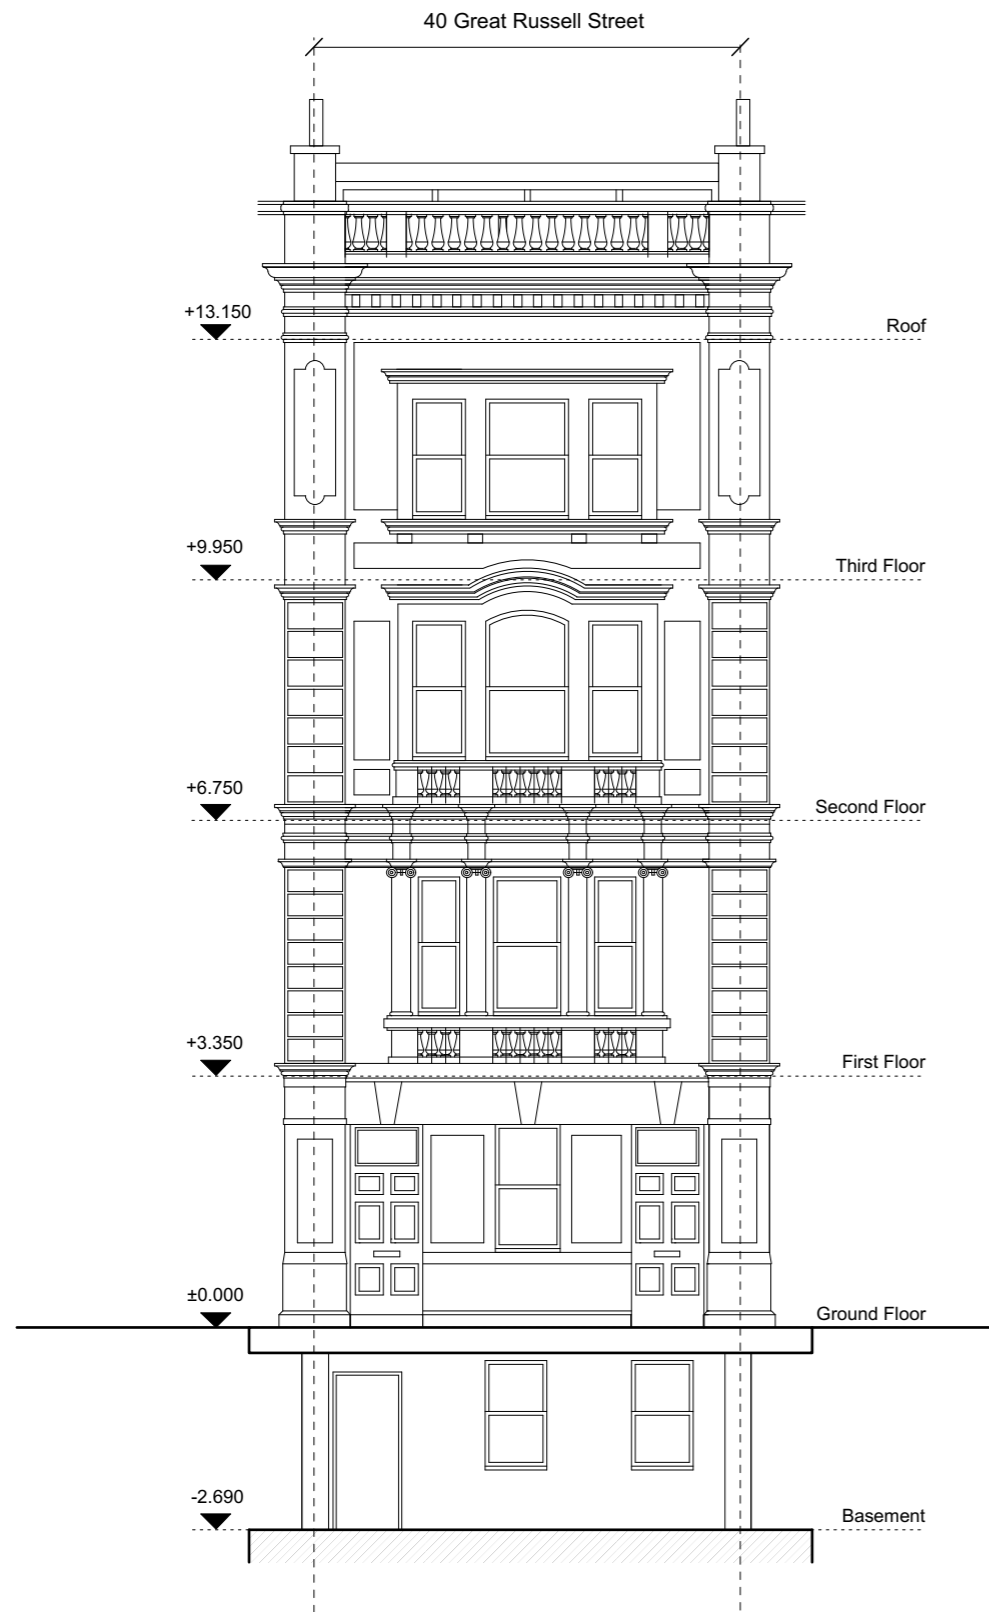 40 Great Russell Street
+13.150
Roof
+9.950
Third Floor
+6.750
Second Floor
+3.350
First Floor
±0.000
Ground Floor
-2.690
Basement